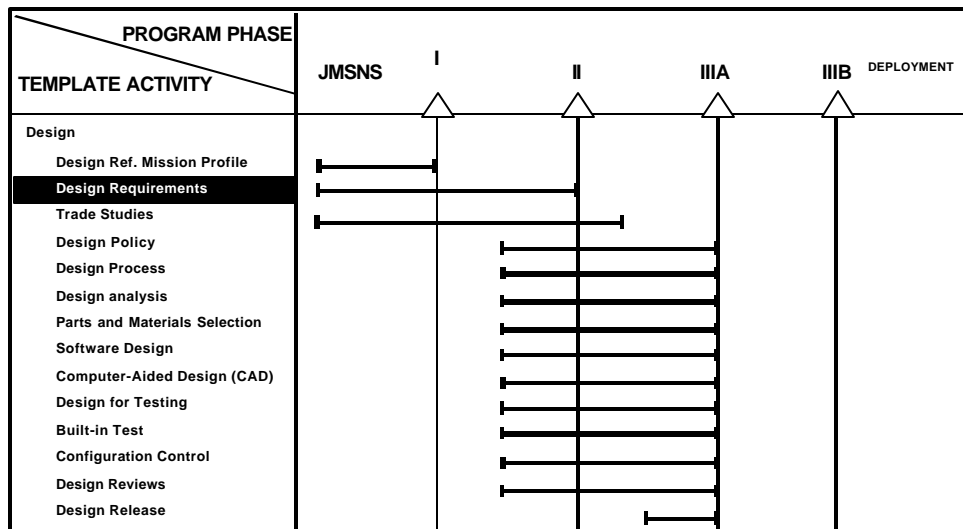 PROGRAM PHASE
TEMPLATE ACTIVITY
JMSNS
I
II
IIIA
IIIB
DEPLOYMENT
Design
Design Ref. Mission Profile
Design Requirements
Trade Studies
Design Policy
Design Process
Design analysis
Parts and Materials Selection
Software Design
Computer-Aided Design (CAD)
Design for Testing
Built-in Test
Configuration Control
Design Reviews
Design Release